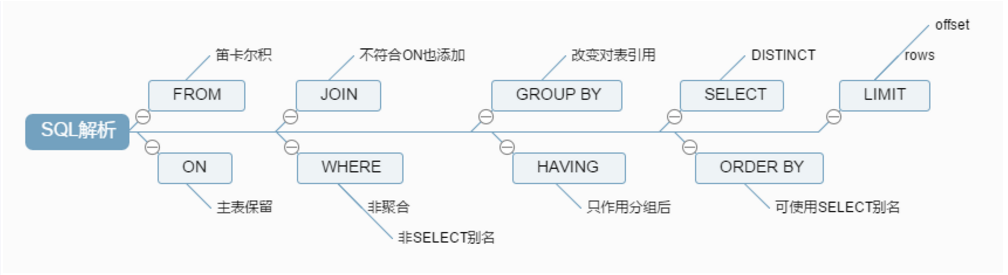 offset
笛卡尔积
不符合ON也添加
改变对表引用
DISTINCT
rows
FROM
JOIN
GROUP BY
SELECT
LIMIT
SQL解析
ON
WHERE
HAVING
ORDER BY
主表保留
非聚合
只作用分组后
可使用SELECT别名
非SELECT别名